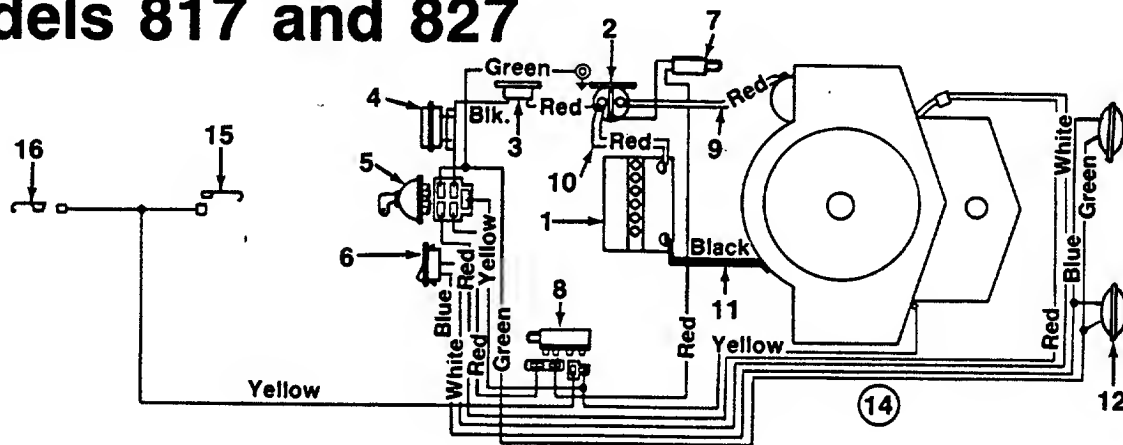 dels 817 and 827
2
7
Green
4
Red
Blk.
Red
3
9
White
16
15
5
10
Red
Green
1
6
Yellow
Red
Black
Blue
8
11
Blue
White
Red
Green
Red
Yellow
Red
Yellow
14
12